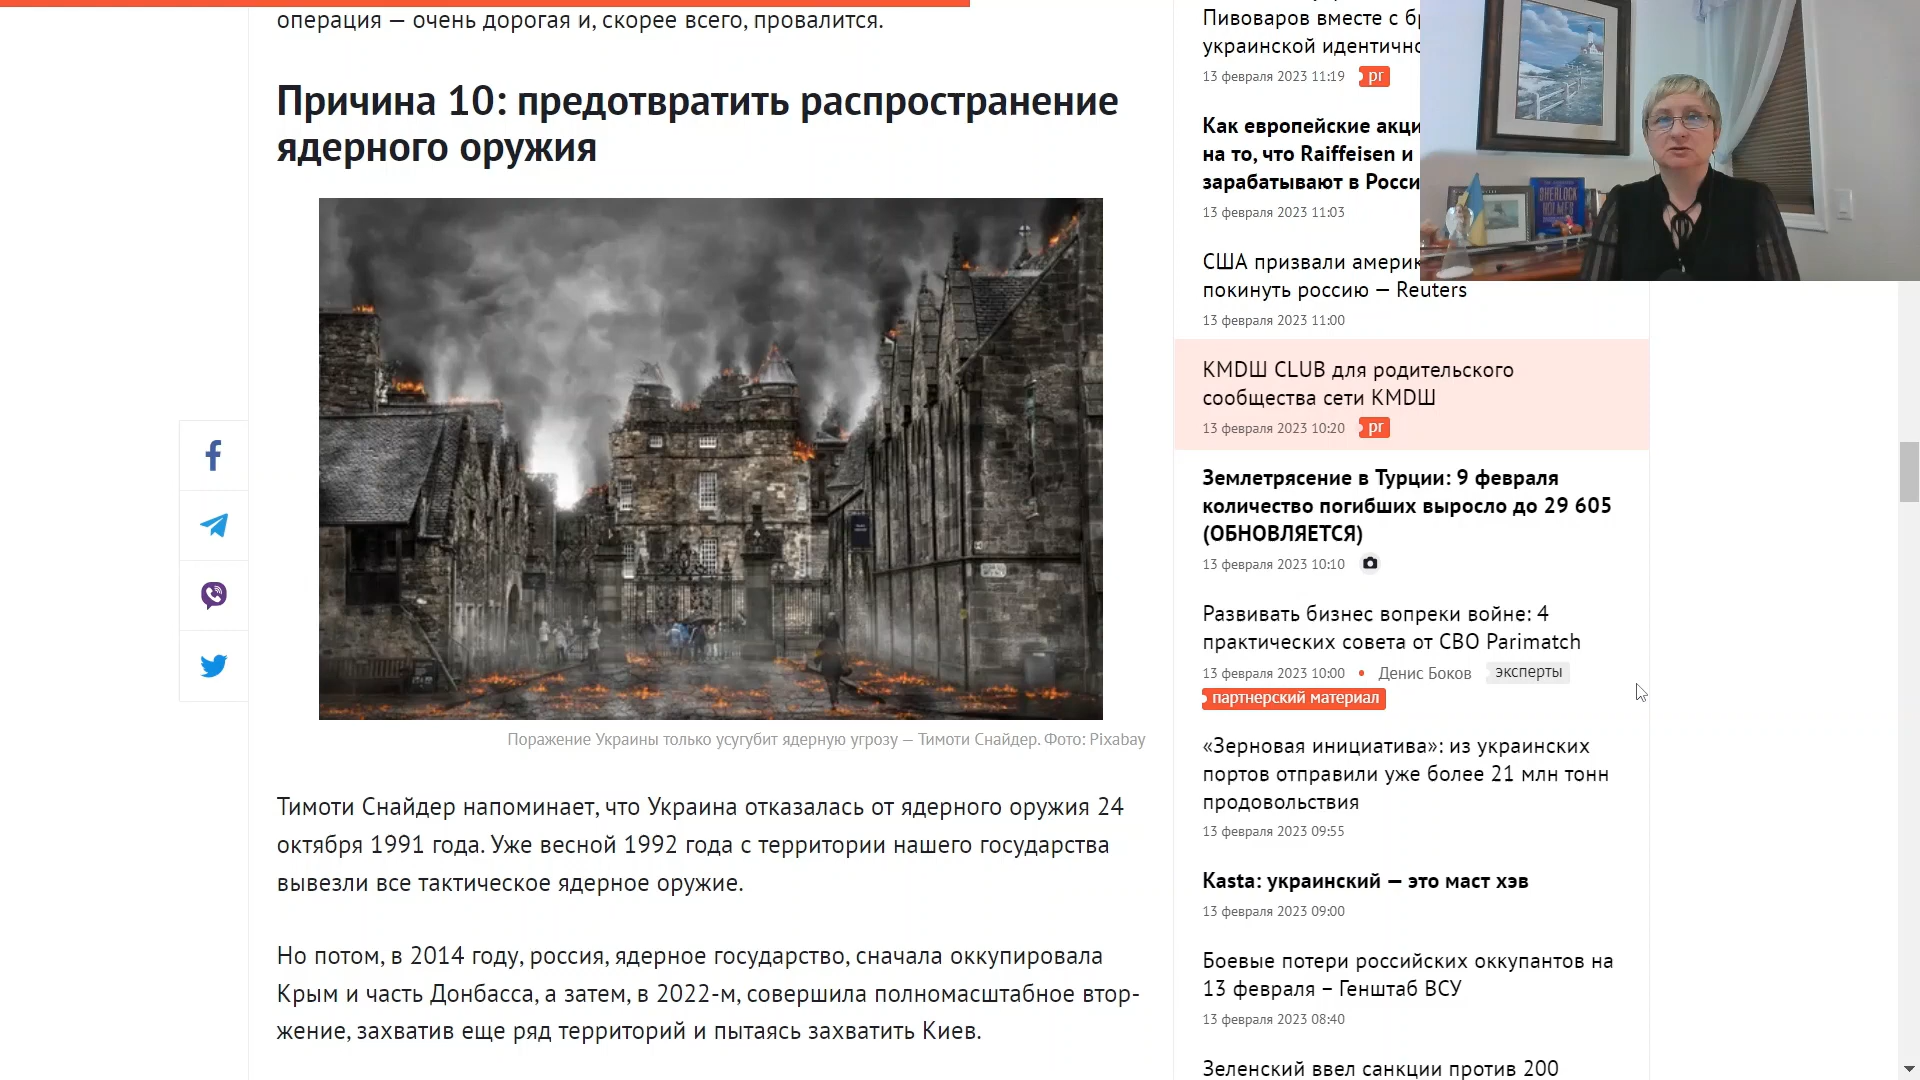 операция — очень дорогая и, скорее всего, провалится.
Причина 10: предотвратить распространение
ядерного оружия
Поражение Украины только усугубит ядерную угрозу — Тимоти Снайдер. Фото: Pixabay
Тимоти Снайдер напоминает, что Украина отказалась от ядерного оружия 24
октября 1991 года. Уже весной 1992 года с территории нашего государства
вывезли все тактическое ядерное оружие.
Но потом, в 2014 году, россия, ядерное государство, сначала оккупировала
Крым и часть Донбасса, а затем, в 2022-м, совершила полномасштабное втор-
жение, захватив еще ряд территорий и пытаясь захватить Киев.
Пивоваров вместе с
украинской
13 февраля 2023 11:19 pr
Как европейские
на то, что Raiffeisen и
зарабатывают в
13 февраля 2023 11:03
США призвали
покинуть россию — Reuters
13 февраля 2023 11:00
КМДШ CLUB для родительского
сообщества сети КМДШ
13 февраля 2023 10:20 pr
Землетрясение в Турции: 9 февраля
количество погибших выросло до 29 605
(ОБНОВЛЯЕТСЯ)
13 февраля 2023 10:10
Развивать бизнес вопреки войне: 4
практических совета от CBO Parimatch
13 февраля 2023 10:00 • Денис Боков эксперты
партнерский материал
«Зерновая инициатива»: из украинских
портов отправили уже более 21 млн тонн
продовольствия
13 февраля 2023 09:55
Kasta: украинский — это маст хэв
13 февраля 2023 09:00
Боевые потери российских оккупантов на
13 февраля – Генштаб ВСУ
13 февраля 2023 08:40
Зеленский ввел санкции против 200
SHERLOCK
HOLMES